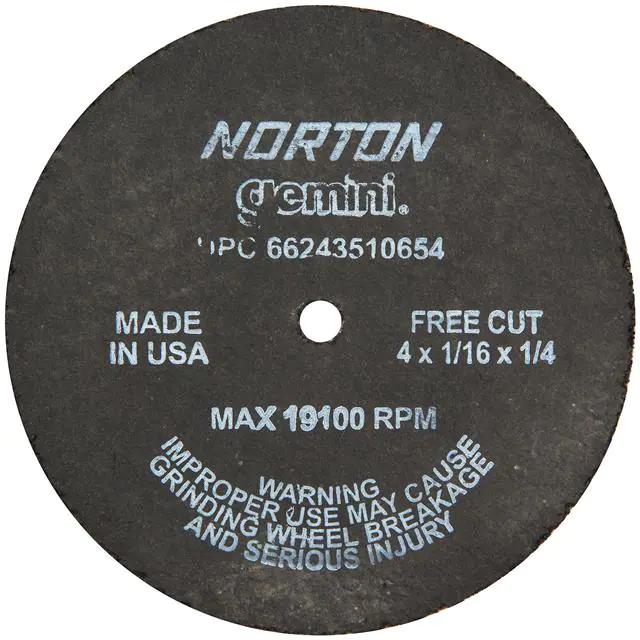 NORTON
gemini®
UPC 66243510654
MADE
IN USA
FREE CUT
4 x 1/16 x 1/4
MAX 19100 RPM
WARNING
IMPROPER USE MAY CAUSE
GRINDING WHEEL BREAKAGE
AND SERIOUS INJURY